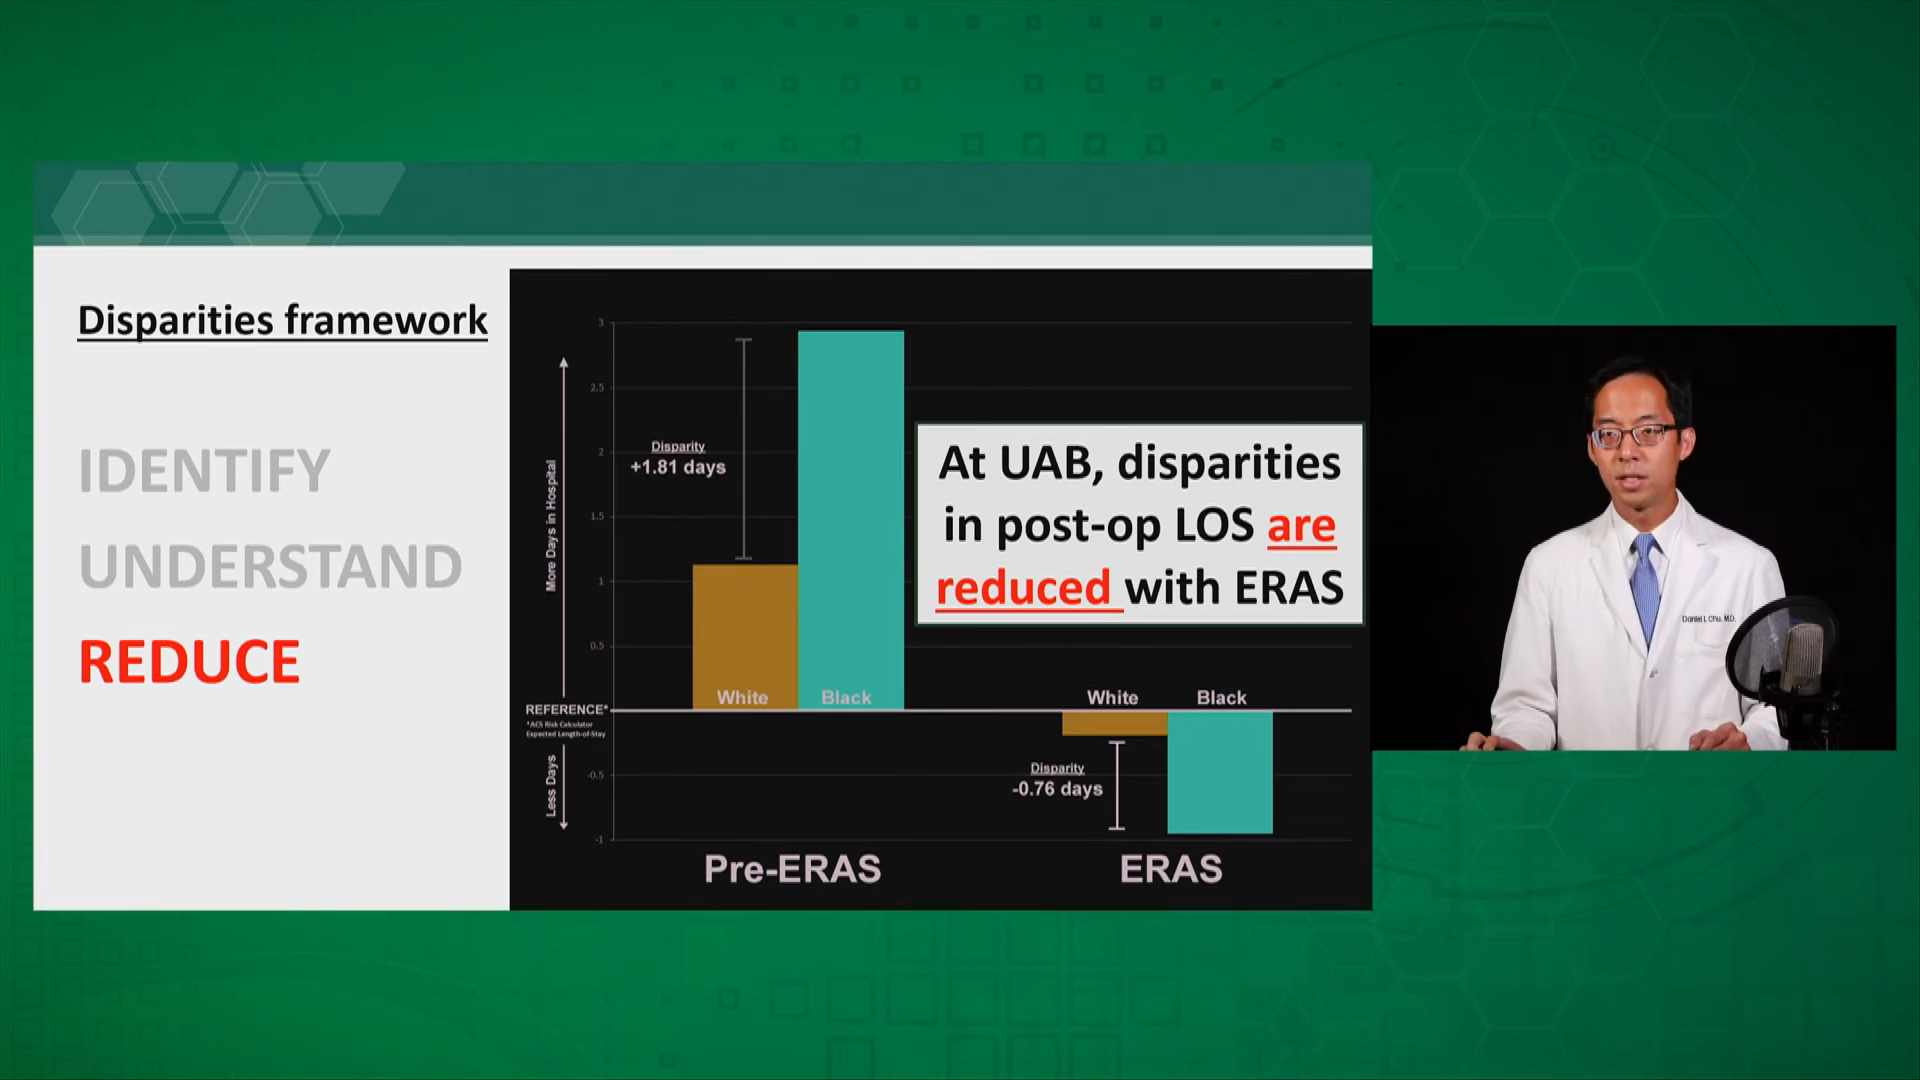 Disparities framework
IDENTIFY
UNDERSTAND
REDUCE
3
2.5
2
1.5
1
0.5
-0.5
-1
More Days in Hospital
Less Days
REFERENCE*
*ACS Risk Calculator
Expected Length-of-Stay
Disparity
+1.81 days
White
Black
At UAB, disparities
in post-op LOS are
reduced with ERAS
White
Black
Disparity
-0.76 days
Pre-ERAS
ERAS
Daniel I. Chu, M.D.